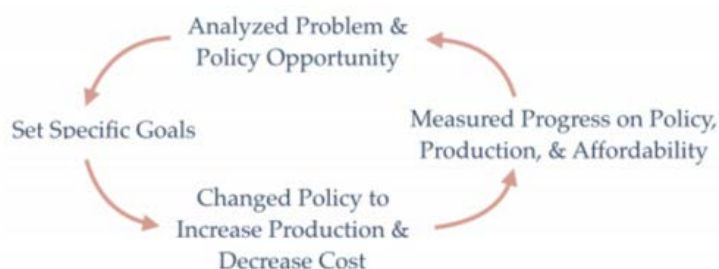 Analyzed Problem &
Policy Opportunity
Set Specific Goals
Measured Progress on Policy,
Production, & Affordability
Changed Policy to
Increase Production &
Decrease Cost